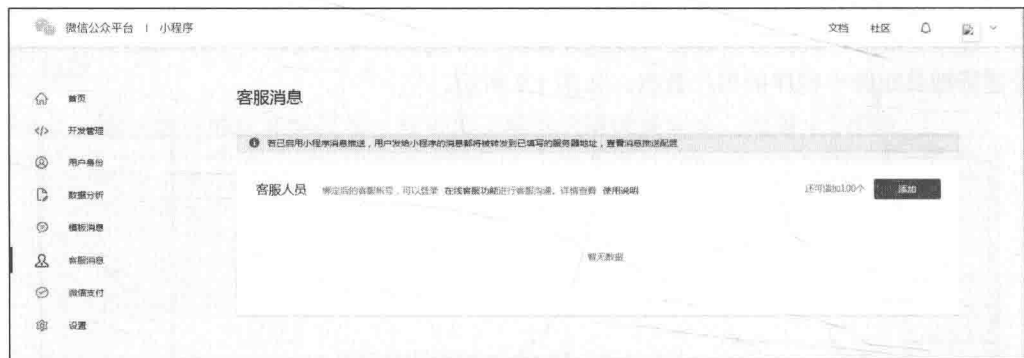 微信公众平台 | 小程序
文档 社区
首页
开发管理
用户身份
数据分析
模板消息
客服消息
微信支付
设置
客服消息
若已启用小程序消息推送，用户发给小程序的消息都将被转发到已填写的服务器地址，查看消息推送配置
客服人员 绑定后的客服帐号，可以登录 在线客服功能进行客服沟通。详情查看 使用说明
还可添加100个 添加
暂无数据